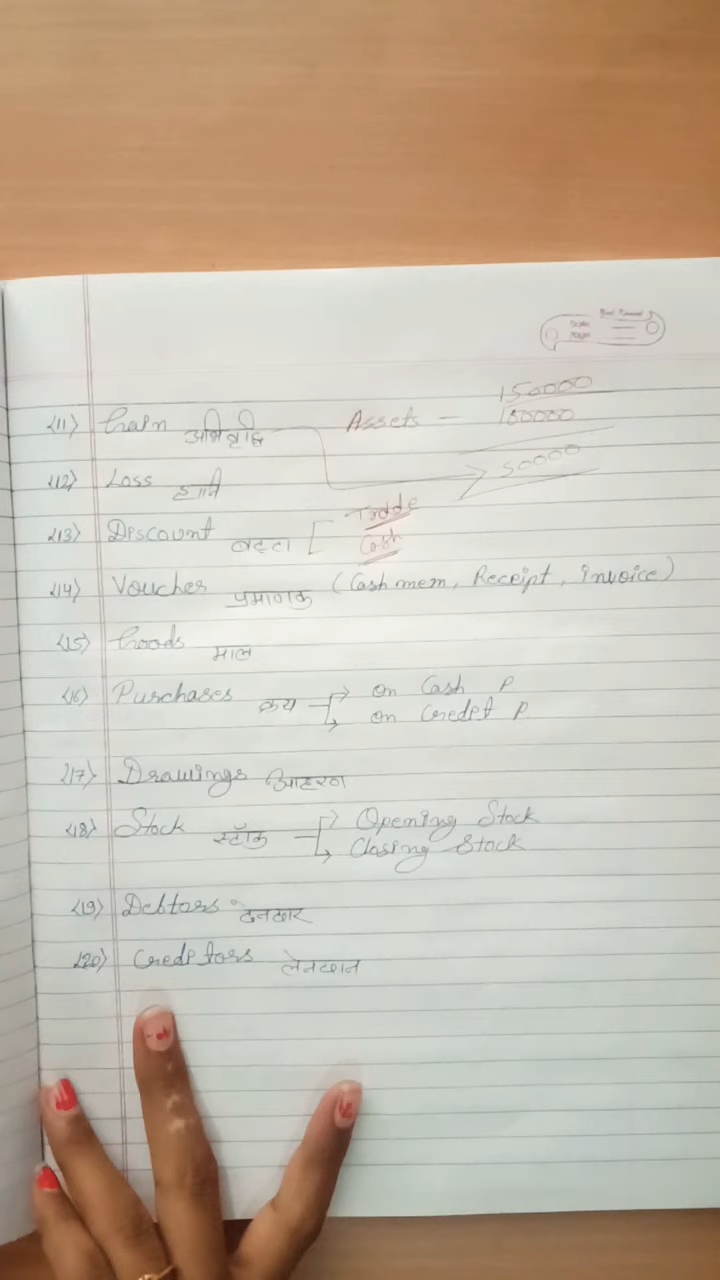 150000
<11> Gain अभिवृद्धि Assets - 100000
50000
<12> Loss हानि
Trade
<13> Discount बट्टा [ Cash
<14> Voucher प्रमाणक (Cash mem, Receipt, invoice)
<15> Goods माल
<16> Purchases क्रय → on Cash P
→ on Credit P
<17> Drawings आहरण
<18> Stock स्टॉक → Opening Stock
→ Closing Stock
<19> Debtors देनदार
<20> Creditors लेनदान